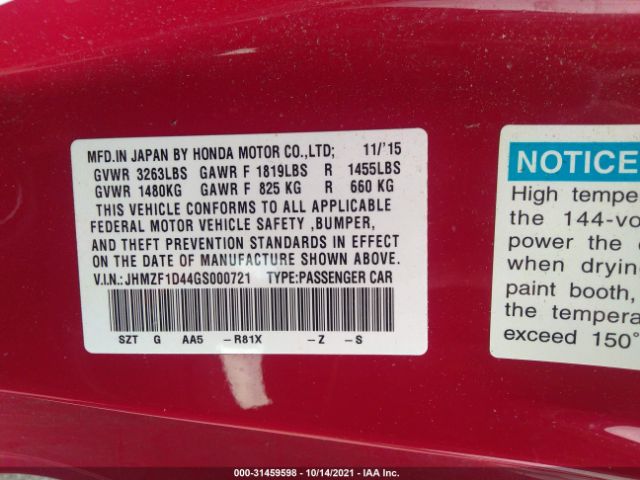 MFD.IN JAPAN BY HONDA MOTOR CO.,LTD; 11/'15
GVWR 3263LBS GAWR F 1819LBS R 1455LBS
GVWR 1480KG GAWR F 825 KG R 660 KG
THIS VEHICLE CONFORMS TO ALL APPLICABLE
FEDERAL MOTOR VEHICLE SAFETY ,BUMPER,
AND THEFT PREVENTION STANDARDS IN EFFECT
ON THE DATE OF MANUFACTURE SHOWN ABOVE.
V.I.N.: JHMZF1D44GS000721 TYPE:PASSENGER CAR
SZT G AA5 -R81X -Z -S
NOTICE
High tempe
the 144-vo
power the
when dryin
paint booth,
the tempera
exceed 150°
000-31459598 - 10/14/2021 - IAA Inc.